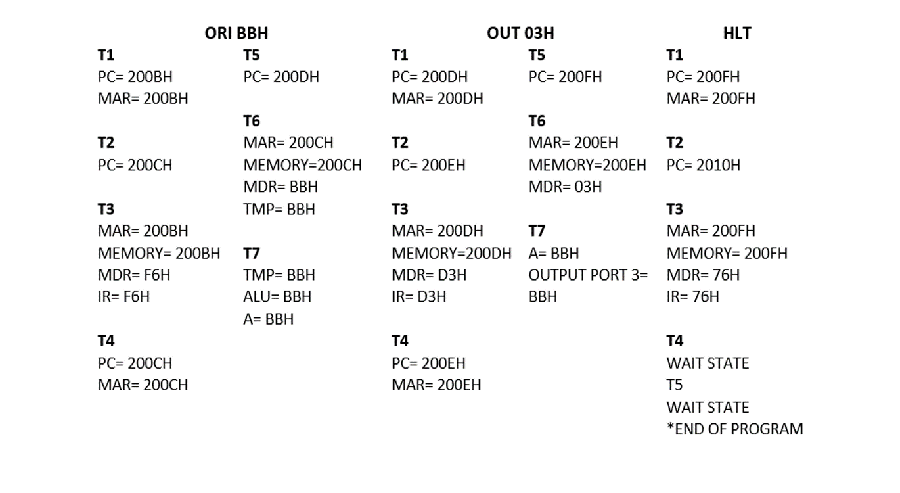 ORI BBH
T1
PC= 200BH
MAR= 200BH
T2
PC= 200CH
T3
MAR= 200BH
MEMORY= 200BH
MDR= F6H
IR= F6H
T4
PC= 200CH
MAR= 200CH
T5
PC= 200DH
T6
MAR= 200CH
MEMORY=200CH
MDR= BBH
TMP= BBH
T7
TMP= BBH
ALU= BBH
A= BBH
OUT 03H
T1
PC= 200DH
MAR= 200DH
T2
PC= 200EH
T3
MAR= 200DH
MEMORY=200DH
MDR= D3H
IR= D3H
T4
PC= 200EH
MAR= 200EH
T5
PC= 200FH
T6
MAR= 200EH
MEMORY=200EH
MDR= 03H
T7
A= BBH
OUTPUT PORT 3=
BBH
HLT
T1
PC= 200FH
MAR= 200FH
T2
PC= 2010H
T3
MAR= 200FH
MEMORY= 200FH
MDR= 76H
IR= 76H
T4
WAIT STATE
T5
WAIT STATE
*END OF PROGRAM